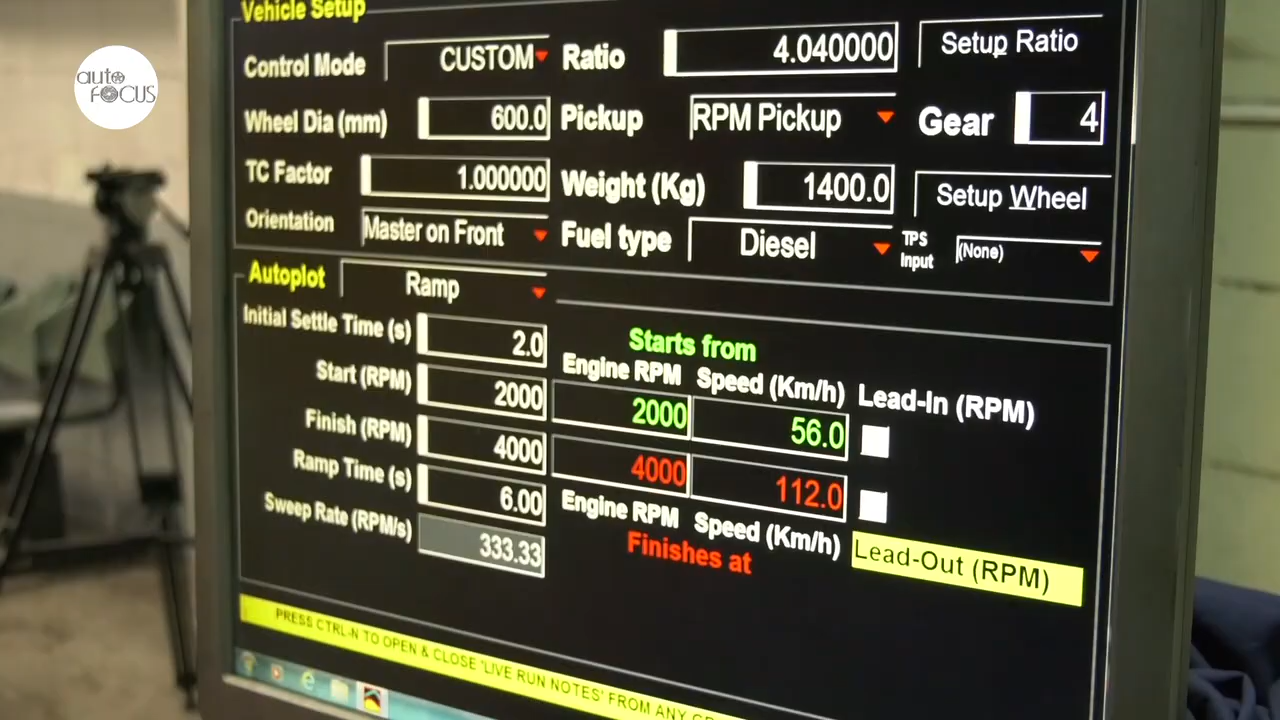 auto
FOCUS
Vehicle Setup
Control Mode CUSTOM Ratio 4.040000 Setup Ratio
Wheel Dia (mm) 600.0 Pickup RPM Pickup Gear 4
TC Factor 1.000000 Weight (Kg) 1400.0 Setup Wheel
Orientation Master on Front Fuel type Diesel TPS Input (None)
Autoplot Ramp
Initial Settle Time (s) 2.0 Starts from
Engine RPM Speed (Km/h) Lead-In (RPM)
Start (RPM) 2000 2000 56.0
Finish (RPM) 4000 4000 112.0
Ramp Time (s) 6.00 Engine RPM Speed (Km/h)
Sweep Rate (RPM/s) 333.33 Finishes at Lead-Out (RPM)
PRESS CTRL-N TO OPEN & CLOSE 'LIVE RUN NOTES' FROM ANY